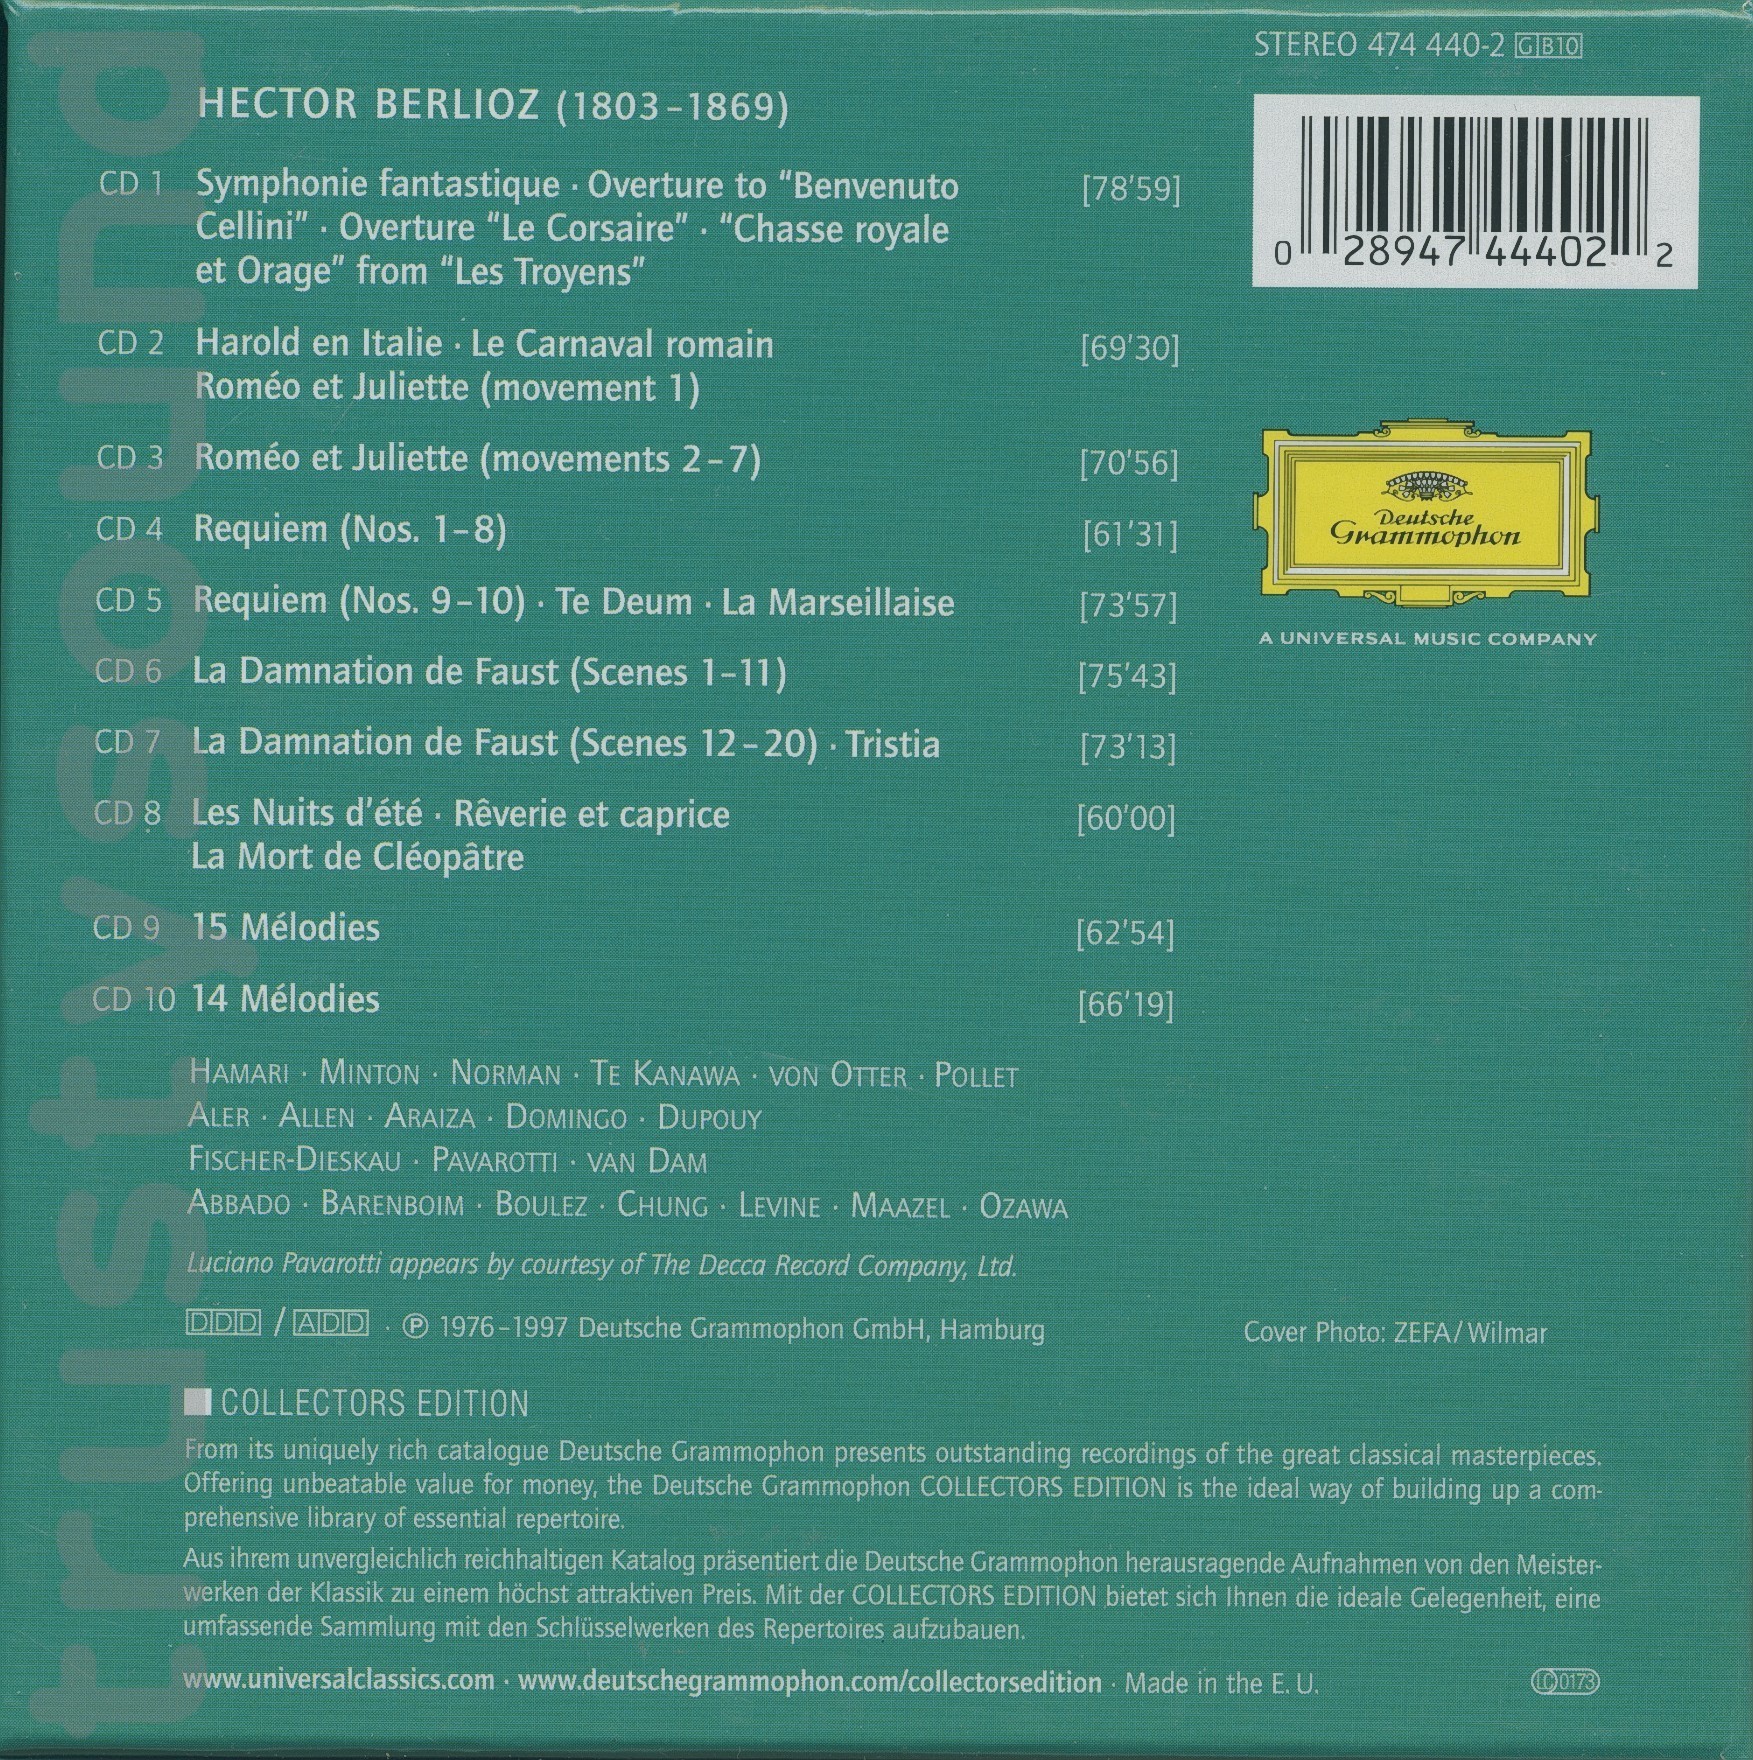 STEREO 474 440-2 GB10
HECTOR BERLIOZ (1803–1869)
0 28947 44402 2
CD 1 Symphonie fantastique · Overture to "Benvenuto [78'59]
Cellini" · Overture "Le Corsaire" · "Chasse royale
et Orage" from "Les Troyens"
CD 2 Harold en Italie · Le Carnaval romain [69'30]
Roméo et Juliette (movement 1)
CD 3 Roméo et Juliette (movements 2–7) [70'56]
CD 4 Requiem (Nos. 1–8) [61'31]
CD 5 Requiem (Nos. 9–10) · Te Deum · La Marseillaise [73'57]
CD 6 La Damnation de Faust (Scenes 1–11) [75'43]
CD 7 La Damnation de Faust (Scenes 12–20) · Tristia [73'13]
CD 8 Les Nuits d'été · Rêverie et caprice [60'00]
La Mort de Cléopâtre
CD 9 15 Mélodies [62'54]
CD 10 14 Mélodies [66'19]
Deutsche
Grammophon
A UNIVERSAL MUSIC COMPANY
HAMARI · MINTON · NORMAN · TE KANAWA · VON OTTER · POLLET
ALER · ALLEN · ARAIZA · DOMINGO · DUPOUY
FISCHER-DIESKAU · PAVAROTTI · VAN DAM
ABBADO · BARENBOIM · BOULEZ · CHUNG · LEVINE · MAAZEL · OZAWA
Luciano Pavarotti appears by courtesy of The Decca Record Company, Ltd.
DDD / ADD · ℗ 1976–1997 Deutsche Grammophon GmbH, Hamburg
Cover Photo: ZEFA/Wilmar
COLLECTORS EDITION
From its uniquely rich catalogue Deutsche Grammophon presents outstanding recordings of the great classical masterpieces.
Offering unbeatable value for money, the Deutsche Grammophon COLLECTORS EDITION is the ideal way of building up a com-
prehensive library of essential repertoire.
Aus ihrem unvergleichlich reichhaltigen Katalog präsentiert die Deutsche Grammophon herausragende Aufnahmen von den Meister-
werken der Klassik zu einem höchst attraktiven Preis. Mit der COLLECTORS EDITION bietet sich Ihnen die ideale Gelegenheit, eine
umfassende Sammlung mit den Schlüsselwerken des Repertoires aufzubauen.
www.universalclassics.com · www.deutschegrammophon.com/collectorsedition · Made in the E. U.
LC 0173
trust your sound